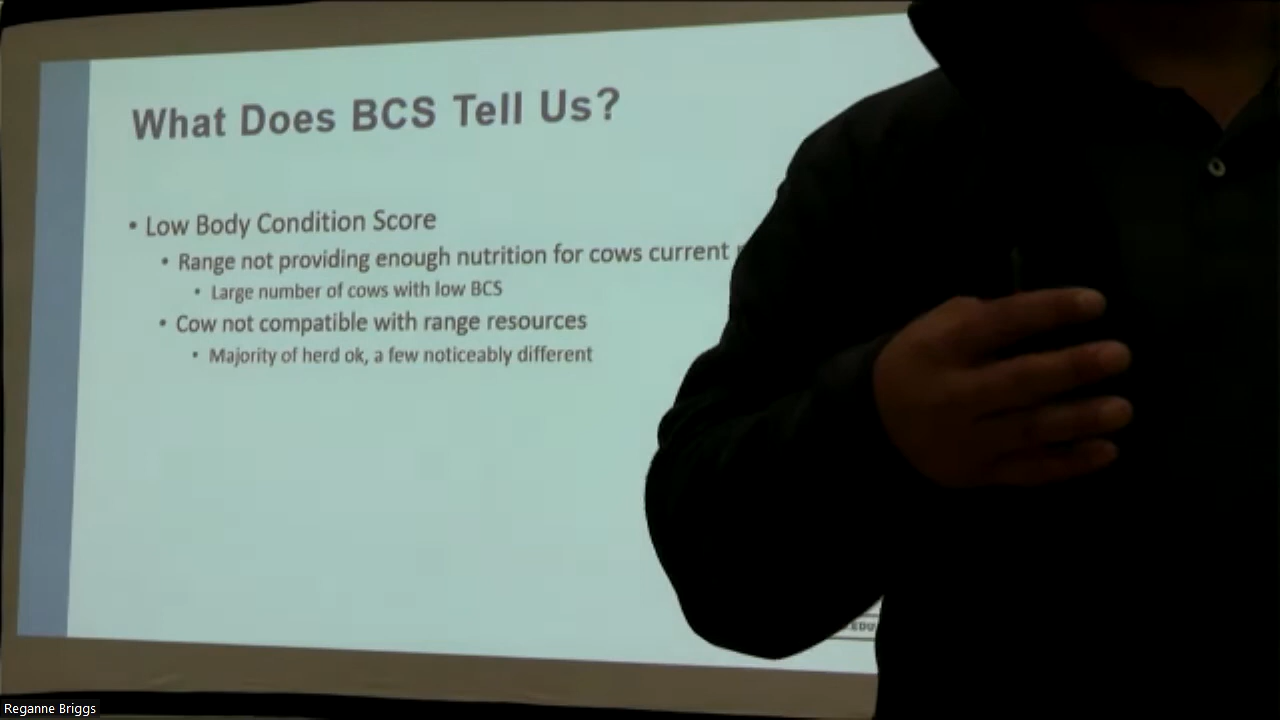 What Does BCS Tell Us?
• Low Body Condition Score
• Range not providing enough nutrition for cows current
• Large number of cows with low BCS
• Cow not compatible with range resources
• Majority of herd ok, a few noticeably different
EDU
Reganne Briggs